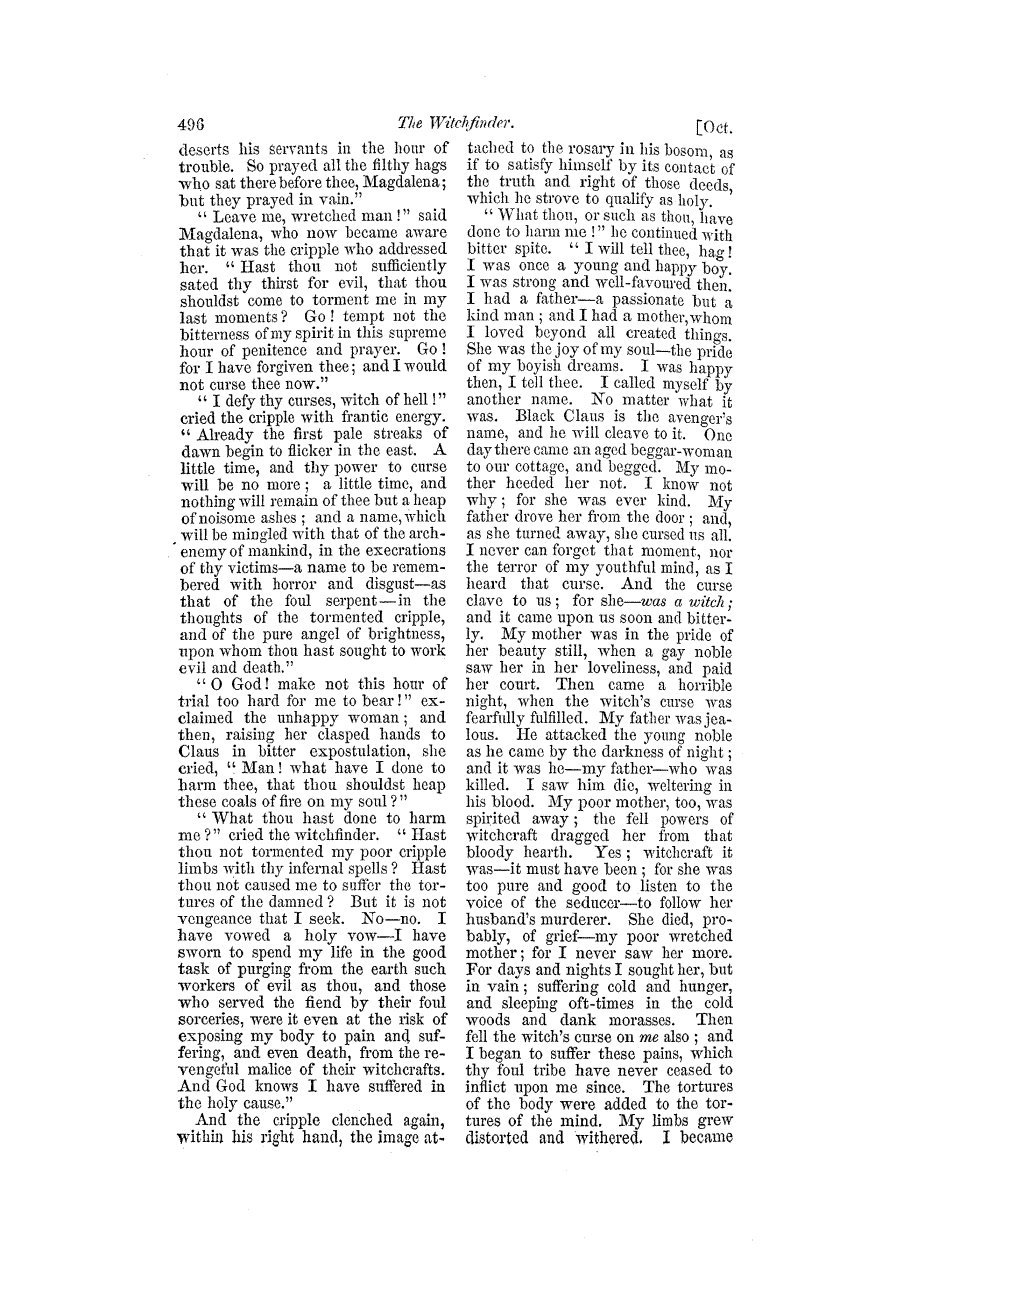 496 The Witchfinder. [Oct.
deserts his servants in the hour of
trouble. So prayed all the filthy hags
who sat there before thee, Magdalena;
but they prayed in vain.”
“ Leave me, wretched man !” said
Magdalena, who now became aware
that it was the cripple who addressed
her. “ Hast thou not sufficiently
sated thy thirst for evil, that thou
shouldst come to torment me in my
last moments ? Go ! tempt not the
bitterness of my spirit in this supreme
hour of penitence and prayer. Go !
for I have forgiven thee; and I would
not curse thee now.”
“ I defy thy curses, witch of hell !”
cried the cripple with frantic energy.
“ Already the first pale streaks of
dawn begin to flicker in the east. A
little time, and thy power to curse
will be no more ; a little time, and
nothing will remain of thee but a heap
of noisome ashes ; and a name, which
will be mingled with that of the arch-
enemy of mankind, in the execrations
of thy victims—a name to be remem-
bered with horror and disgust—as
that of the foul serpent—in the
thoughts of the tormented cripple,
and of the pure angel of brightness,
upon whom thou hast sought to work
evil and death.”
“ O God! make not this hour of
trial too hard for me to bear!” ex-
claimed the unhappy woman ; and
then, raising her clasped hands to
Claus in bitter expostulation, she
cried, “ Man! what have I done to
harm thee, that thou shouldst heap
these coals of fire on my soul ?”
“ What thou hast done to harm
me ?” cried the witchfinder. “ Hast
thou not tormented my poor cripple
limbs with thy infernal spells ? Hast
thou not caused me to suffer the tor-
tures of the damned ? But it is not
vengeance that I seek. No—no. I
have vowed a holy vow—I have
sworn to spend my life in the good
task of purging from the earth such
workers of evil as thou, and those
who served the fiend by their foul
sorceries, were it even at the risk of
exposing my body to pain and suf-
fering, and even death, from the re-
vengeful malice of their witchcrafts.
And God knows I have suffered in
the holy cause.”
And the cripple clenched again,
within his right hand, the image at-
tached to the rosary in his bosom, as
if to satisfy himself by its contact of
the truth and right of those deeds,
which he strove to qualify as holy.
“ What thou, or such as thou, have
done to harm me !” he continued with
bitter spite. “ I will tell thee, hag!
I was once a young and happy boy.
I was strong and well-favoured then.
I had a father—a passionate but a
kind man ; and I had a mother, whom
I loved beyond all created things.
She was the joy of my soul—the pride
of my boyish dreams. I was happy
then, I tell thee. I called myself by
another name. No matter what it
was. Black Claus is the avenger’s
name, and he will cleave to it. One
day there came an aged beggar-woman
to our cottage, and begged. My mo-
ther heeded her not. I know not
why ; for she was ever kind. My
father drove her from the door ; and,
as she turned away, she cursed us all.
I never can forget that moment, nor
the terror of my youthful mind, as I
heard that curse. And the curse
clave to us ; for she—was a witch;
and it came upon us soon and bitter-
ly. My mother was in the pride of
her beauty still, when a gay noble
saw her in her loveliness, and paid
her court. Then came a horrible
night, when the witch’s curse was
fearfully fulfilled. My father was jea-
lous. He attacked the young noble
as he came by the darkness of night ;
and it was he—my father—who was
killed. I saw him die, weltering in
his blood. My poor mother, too, was
spirited away ; the fell powers of
witchcraft dragged her from that
bloody hearth. Yes ; witchcraft it
was—it must have been ; for she was
too pure and good to listen to the
voice of the seducer—to follow her
husband’s murderer. She died, pro-
bably, of grief—my poor wretched
mother ; for I never saw her more.
For days and nights I sought her, but
in vain ; suffering cold and hunger,
and sleeping oft-times in the cold
woods and dank morasses. Then
fell the witch’s curse on me also ; and
I began to suffer these pains, which
thy foul tribe have never ceased to
inflict upon me since. The tortures
of the body were added to the tor-
tures of the mind. My limbs grew
distorted and withered. I became